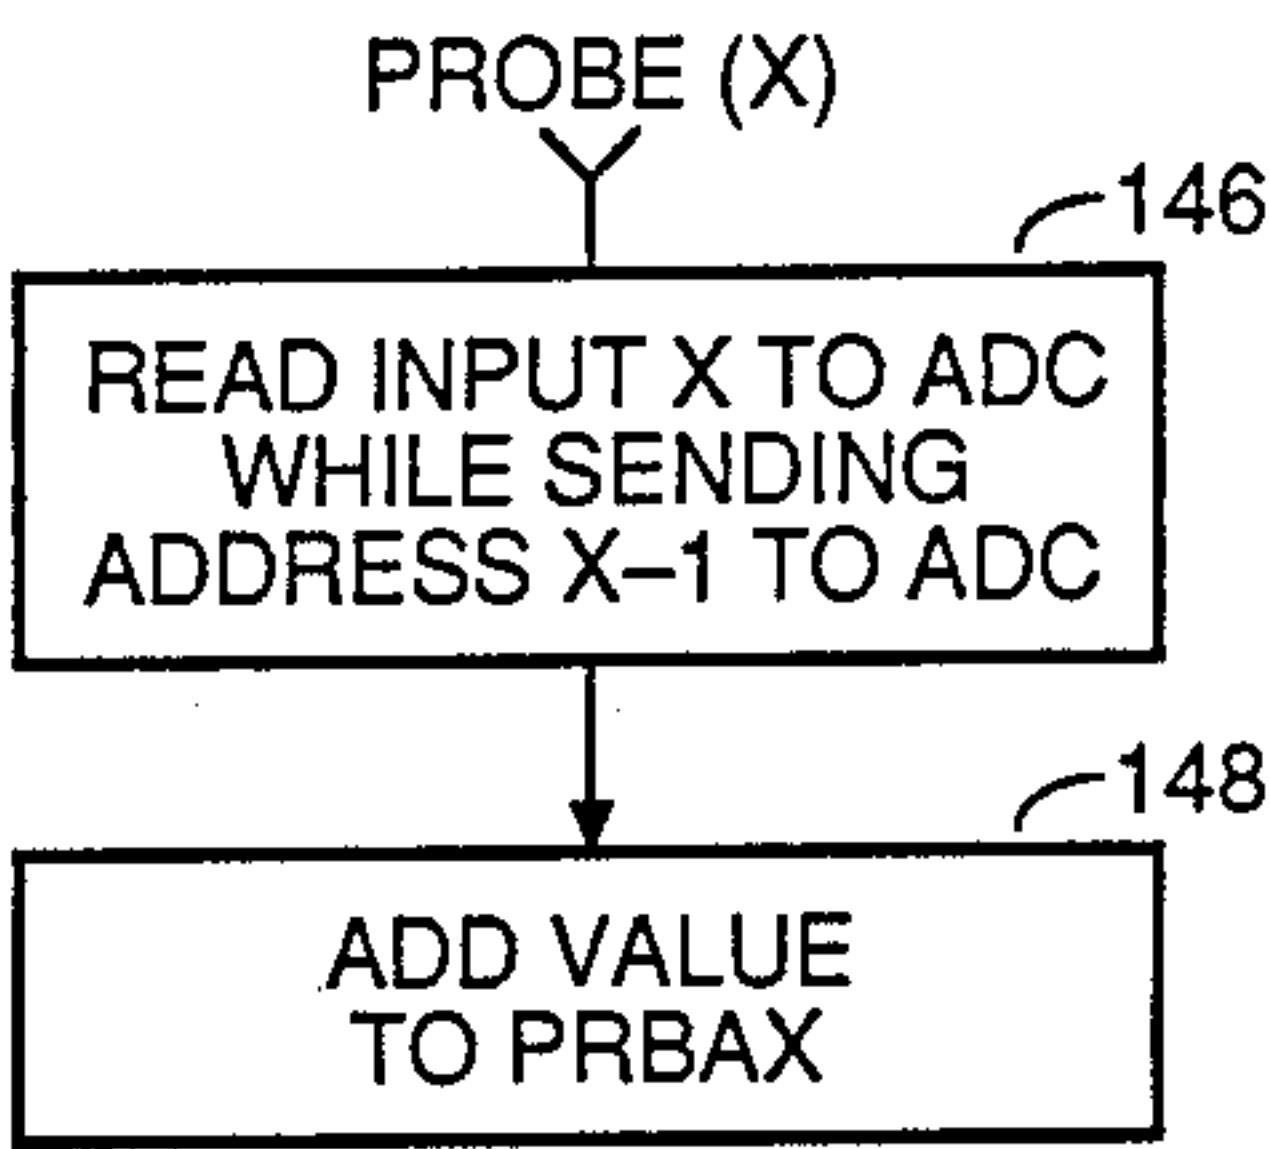 PROBE (X)
146
READ INPUT X TO ADC
WHILE SENDING
ADDRESS X–1 TO ADC
148
ADD VALUE
TO PRBAX